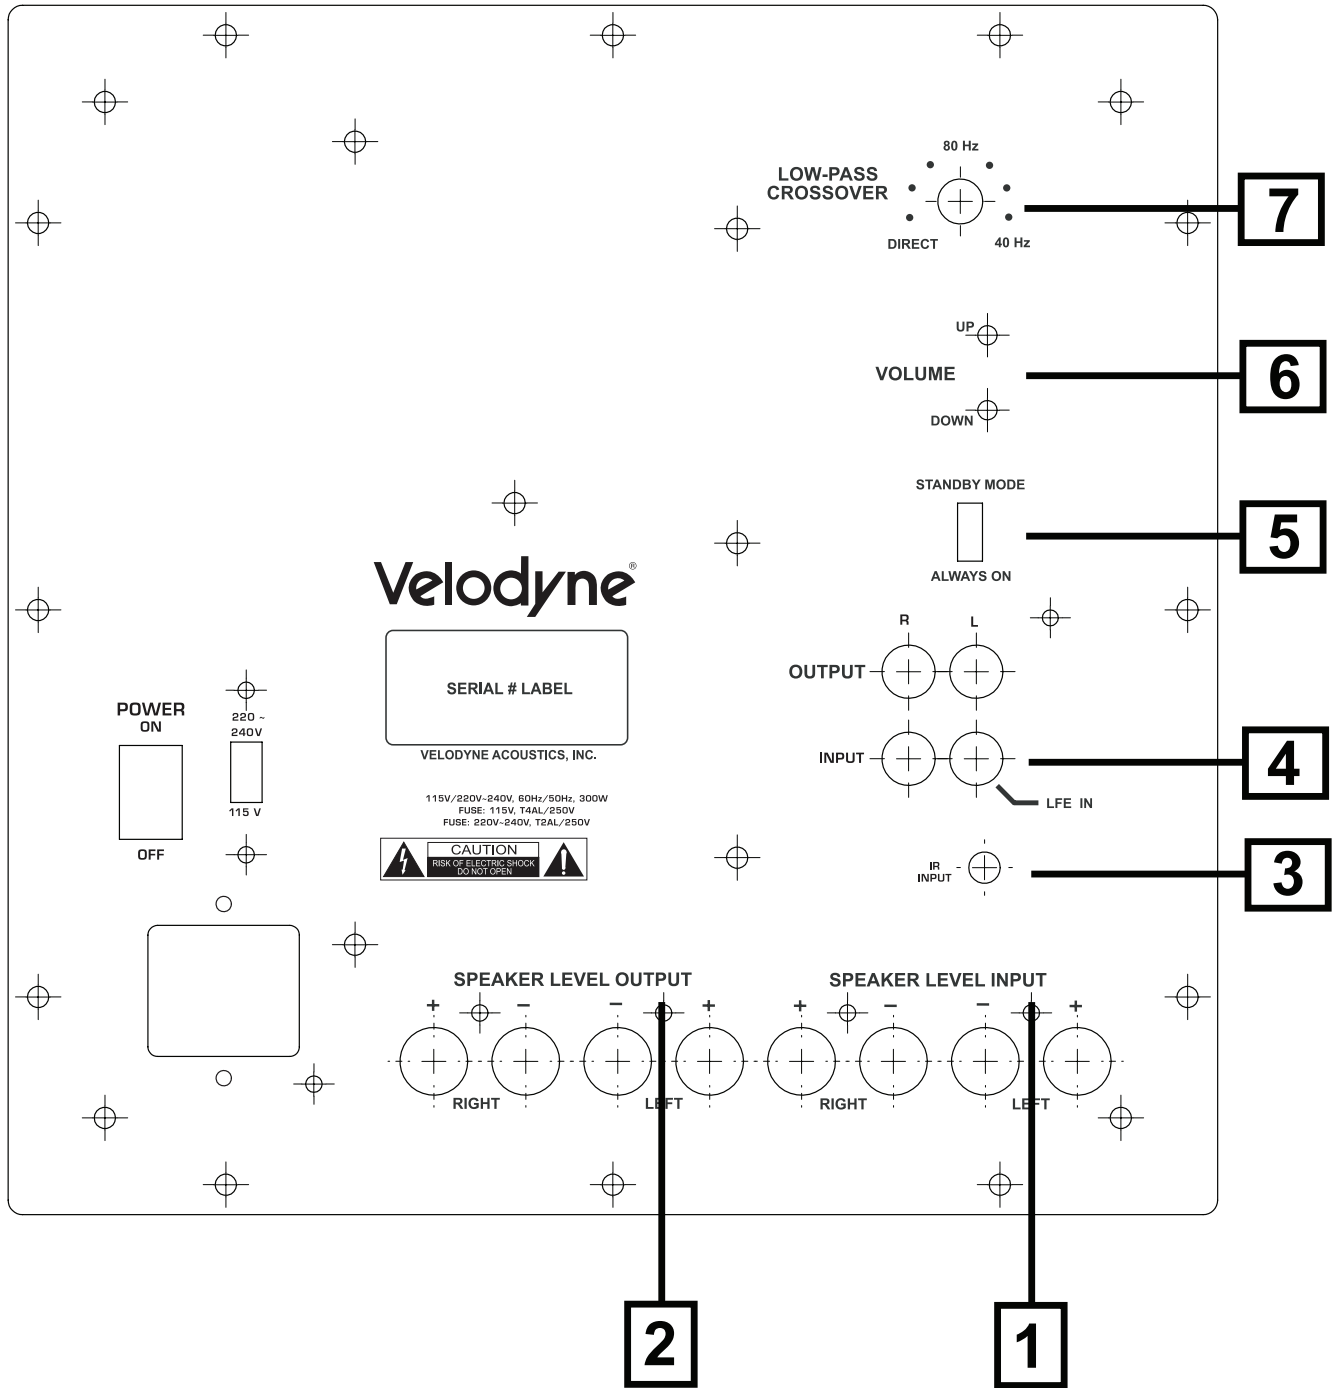 80 Hz
LOW-PASS
CROSSOVER
DIRECT
40 Hz
7
UP
VOLUME
DOWN
6
STANDBY MODE
ALWAYS ON
5
Velodyne®
R L
OUTPUT
SERIAL # LABEL
POWER
ON
OFF
220 ~
240V
115 V
VELODYNE ACOUSTICS, INC.
INPUT
4
LFE IN
115V/220V~240V, 60Hz/50Hz, 300W
FUSE: 115V, T4AL/250V
FUSE: 220V~240V, T2AL/250V
CAUTION
RISK OF ELECTRIC SHOCK
DO NOT OPEN
IR
INPUT
3
SPEAKER LEVEL OUTPUT
SPEAKER LEVEL INPUT
+ − − + + − − +
RIGHT LEFT RIGHT LEFT
2
1